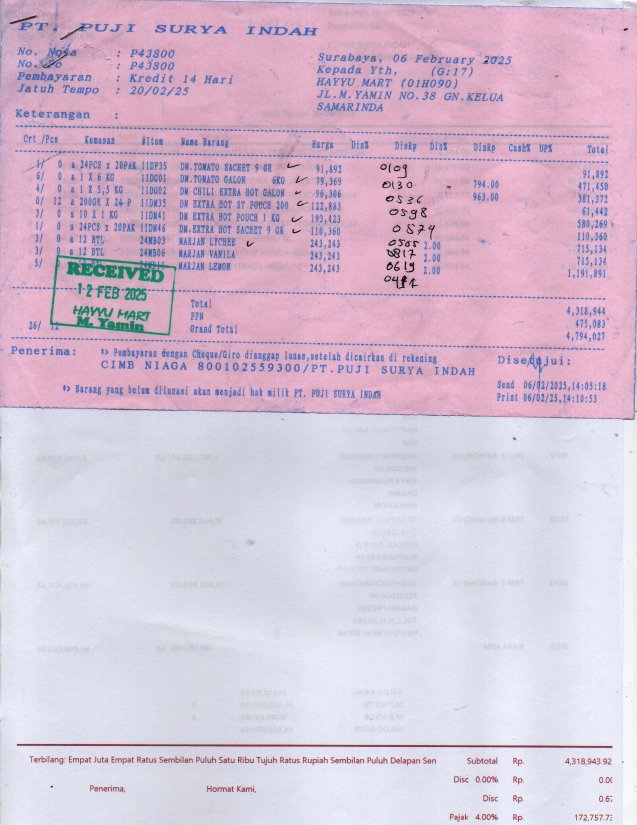 PT. PUJI SURYA INDAH
No. Nota : P43800
No. Po : P43800
Pembayaran : Kredit 14 Hari
Jatuh Tempo : 20/02/25
Keterangan :
Surabaya, 06 February 2025
Kepada Yth, (G:17)
HAYYU MART (01H090)
JL.M.YAMIN NO.38 GN.KELUA
SAMARINDA
Crt /Pcs Kemasan #Item Nama Barang Harga Dis% Diskp Dis% Diskp Cash% UP% Total
1/ 0 a 24PCS x 20PAK 11DF35 DM.TOMATO SACHET 9 GR 91,892 0109 91,892
6/ 0 a 1 X 6 KG 11DG01 DM.TOMATO GALON 6KG 79,369 0130 794.00 471,450
4/ 0 a 1 X 5,5 KG 11DG02 DM CHILI EXTRA HOT GALON 96,306 0536 963.00 381,372
0/ 12 a 200GR X 24 P 11DM35 DM EXTRA HOT ST POUCH 200 122,883 0598 61,442
3/ 0 a 10 X 1 KG 11DM41 DM.EXTRA HOT POUCH 1 KG 193,423 0574 580,269
1/ 0 a 24PCS x 20PAK 11DM46 DM.EXTRA HOT SACHET 9 GR 110,360 110,360
3/ 0 a 12 BTL 24MB03 MARJAN LYCHEE 243,243 0505 2.00 715,134
3/ 0 a 12 BTL 24MB06 MARJAN VANILA 243,243 0817 2.00 715,134
5/ MARJAN LEMON 243,243 0619 2.00 1,191,891
RECEIVED
12 FEB 2025
HAYYU MART
M. Yamin
Total 4,318,944
PPN 475,083
26/ 12 Grand Total 4,794,027
Penerima:
*> Pembayaran dengan Cheque/Giro dianggap lunas,setelah dicairkan di rekening
CIMB NIAGA 800102559300/PT.PUJI SURYA INDAH
*> Barang yang belum dilunasi akan menjadi hak milik PT. PUJI SURYA INDAH
Disetujui:
Send 06/02/2025,14:05:18
Print 06/02/25,14:10:53
Terbilang: Empat Juta Empat Ratus Sembilan Puluh Satu Ribu Tujuh Ratus Rupiah Sembilan Puluh Delapan Sen
Subtotal Rp. 4,318,943.92
Disc 0.00% Rp. 0.00
Penerima, Hormat Kami,
Disc Rp. 0.67
Pajak 4.00% Rp. 172,757.73